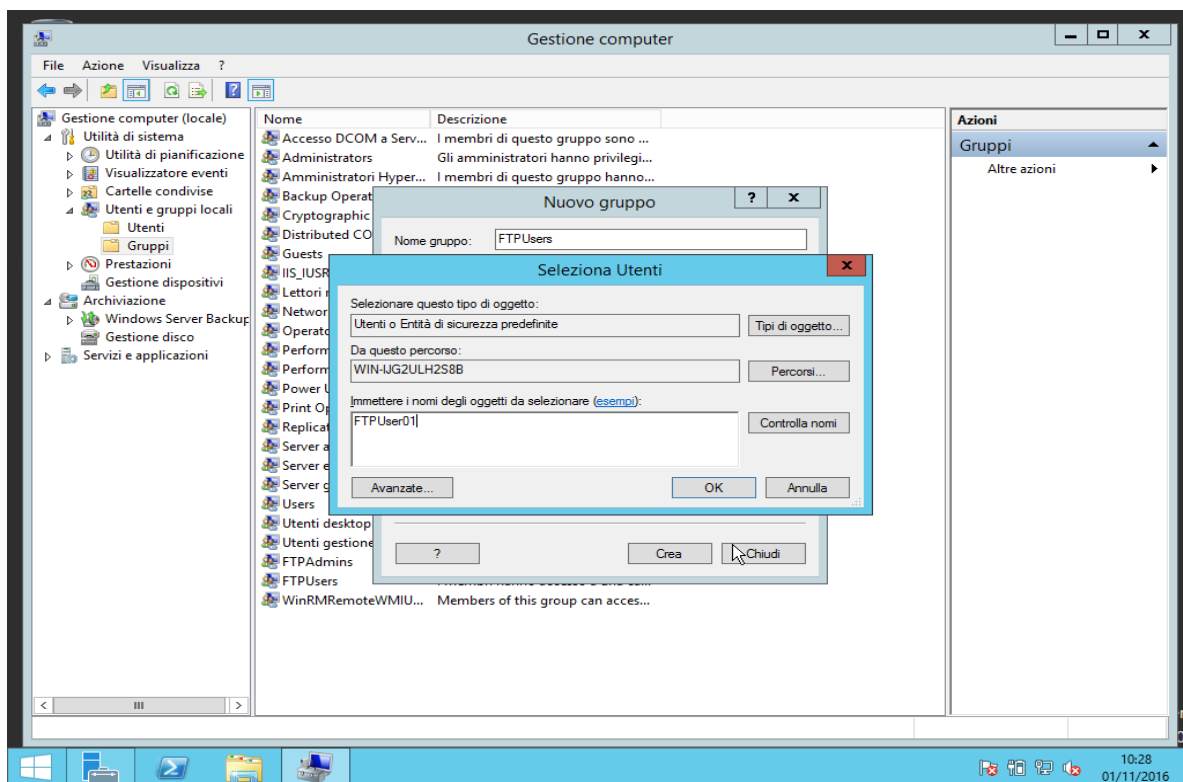 Gestione computer
File Azione Visualizza ?
Gestione computer (locale)
Utilità di sistema
Utilità di pianificazione
Visualizzatore eventi
Cartelle condivise
Utenti e gruppi locali
Utenti
Gruppi
Prestazioni
Gestione dispositivi
Archiviazione
Windows Server Backup
Gestione disco
Servizi e applicazioni
Nome Descrizione
Accesso DCOM a Serv... I membri di questo gruppo sono ...
Administrators Gli amministratori hanno privilegi...
Amministratori Hyper... I membri di questo gruppo hanno...
Backup Operat
Cryptographic
Distributed CO
Guests
IIS_IUSR
Lettori
Networ
Operato
Perform
Perform
Power U
Print Op
Replicat
Server a
Server e
Server g
Users
Utenti desktop
Utenti gestione
FTPAdmins
FTPUsers
WinRMRemoteWMIU... Members of this group can acces...
Nuovo gruppo
Nome gruppo: FTPUsers
Seleziona Utenti
Selezionare questo tipo di oggetto:
Utenti o Entità di sicurezza predefinite Tipi di oggetto...
Da questo percorso:
WIN-IJG2ULH2S8B Percorsi...
Immettere i nomi degli oggetti da selezionare (esempi):
FTPUser01 Controlla nomi
Avanzate... OK Annulla
? Crea Chiudi
Azioni
Gruppi
Altre azioni
10:28
01/11/2016